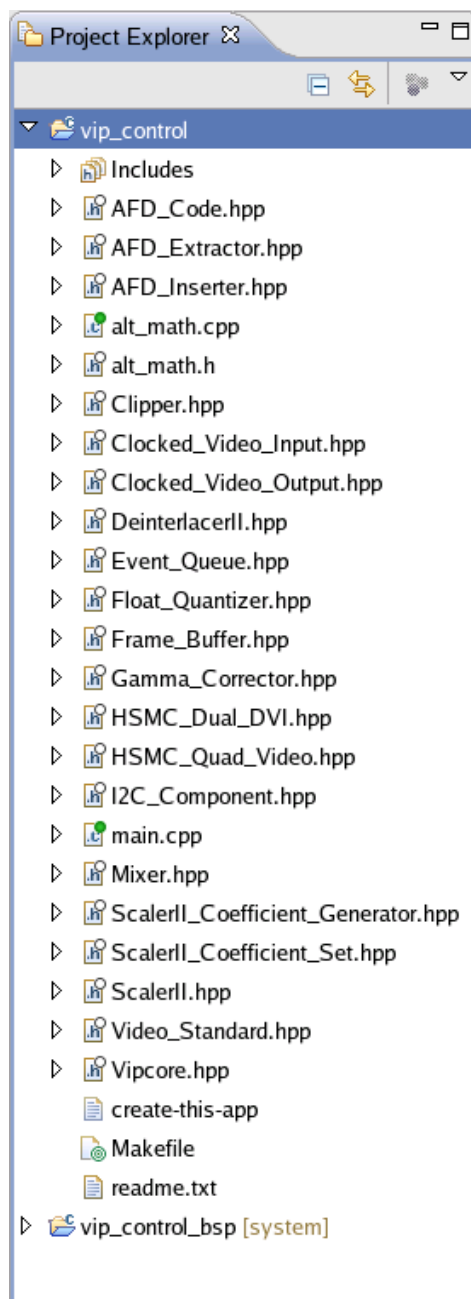 Project Explorer
vip_control
Includes
AFD_Code.hpp
AFD_Extractor.hpp
AFD_Inserter.hpp
alt_math.cpp
alt_math.h
Clipper.hpp
Clocked_Video_Input.hpp
Clocked_Video_Output.hpp
DeinterlacerII.hpp
Event_Queue.hpp
Float_Quantizer.hpp
Frame_Buffer.hpp
Gamma_Corrector.hpp
HSMC_Dual_DVI.hpp
HSMC_Quad_Video.hpp
I2C_Component.hpp
main.cpp
Mixer.hpp
ScalerII_Coefficient_Generator.hpp
ScalerII_Coefficient_Set.hpp
ScalerII.hpp
Video_Standard.hpp
Vipcore.hpp
create-this-app
Makefile
readme.txt
vip_control_bsp [system]